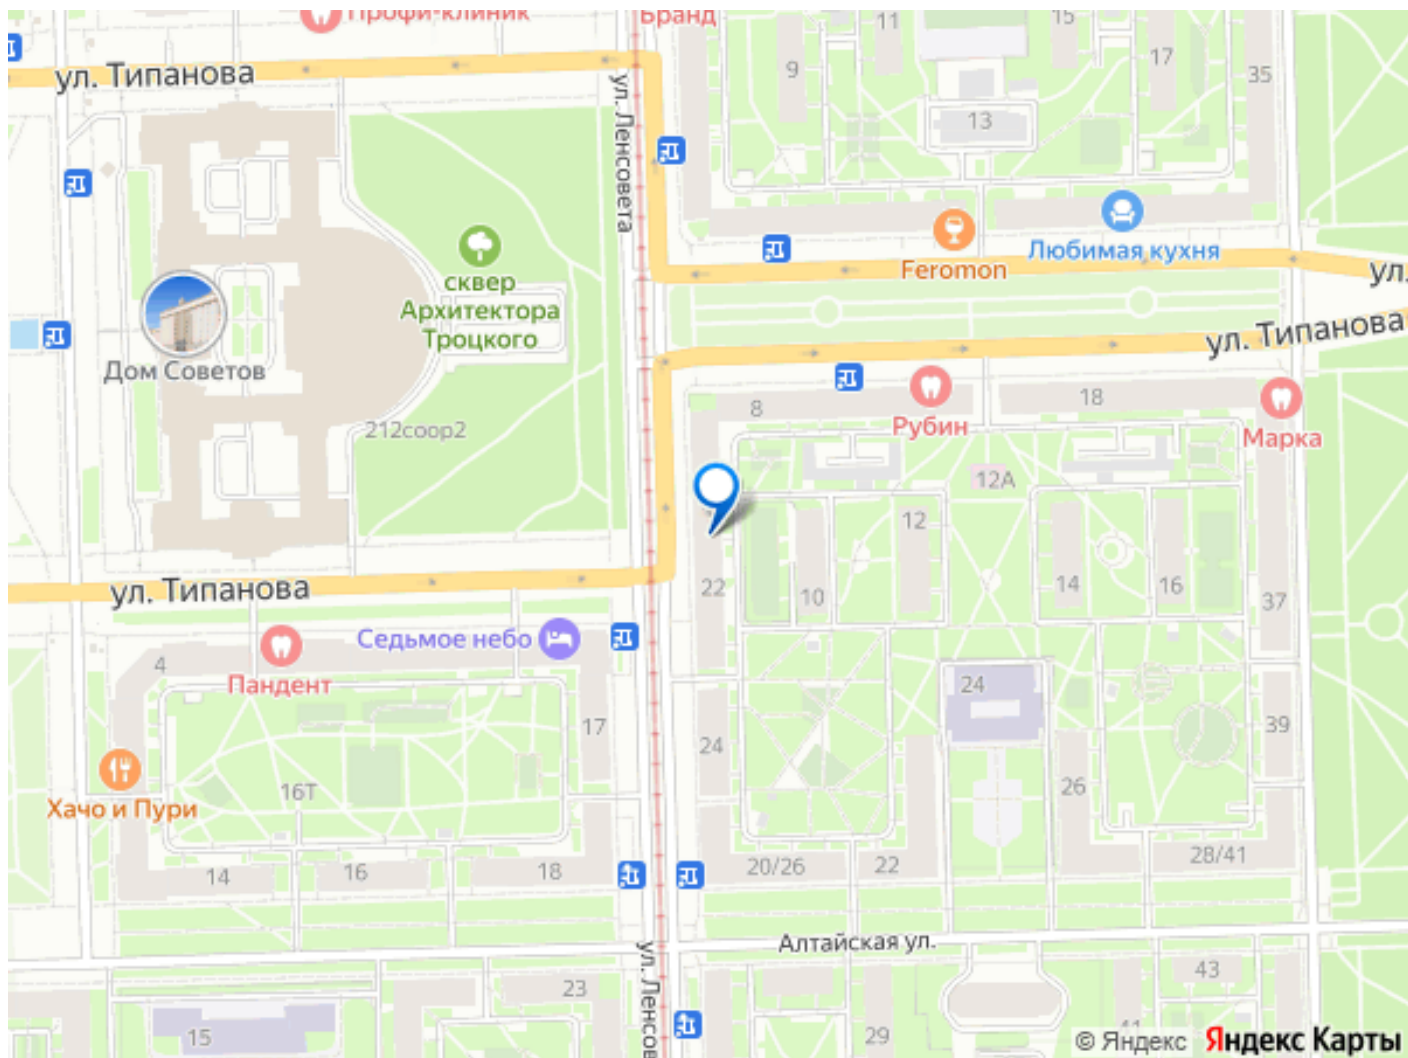 Профи-клиник
Бранд
11
15
ул. Типанова
9
17
35
ул. Ленсовета
13
сквер
Архитектора
Троцкого
Feromon
Любимая кухня
ул.
ул. Типанова
Дом Советов
212соор2
8
Рубин
18
Марка
12А
12
ул. Типанова
22
10
14
16
37
4
Пандент
Седьмое небо
17
24
24
39
16Т
26
Хачо и Пури
14
16
18
20/26
22
28/41
Алтайская ул.
ул. Ленсов
23
43
15
29
41
© Яндекс
Яндекс Карты